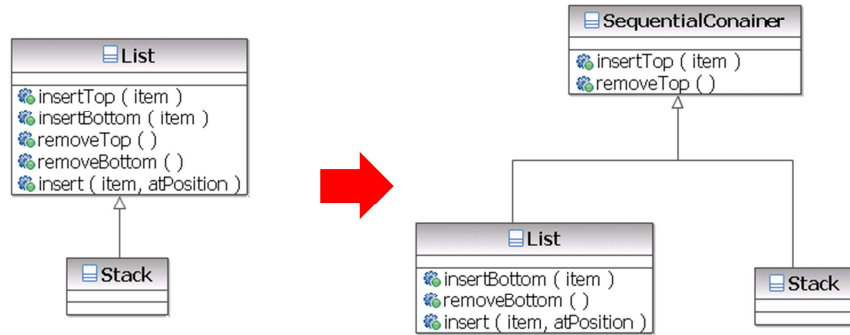 List
insertTop ( item )
insertBottom ( item )
removeTop ( )
removeBottom ( )
insert ( item, atPosition )
Stack
SequentialConainer
insertTop ( item )
removeTop ( )
List
insertBottom ( item )
removeBottom ( )
insert ( item, atPosition )
Stack